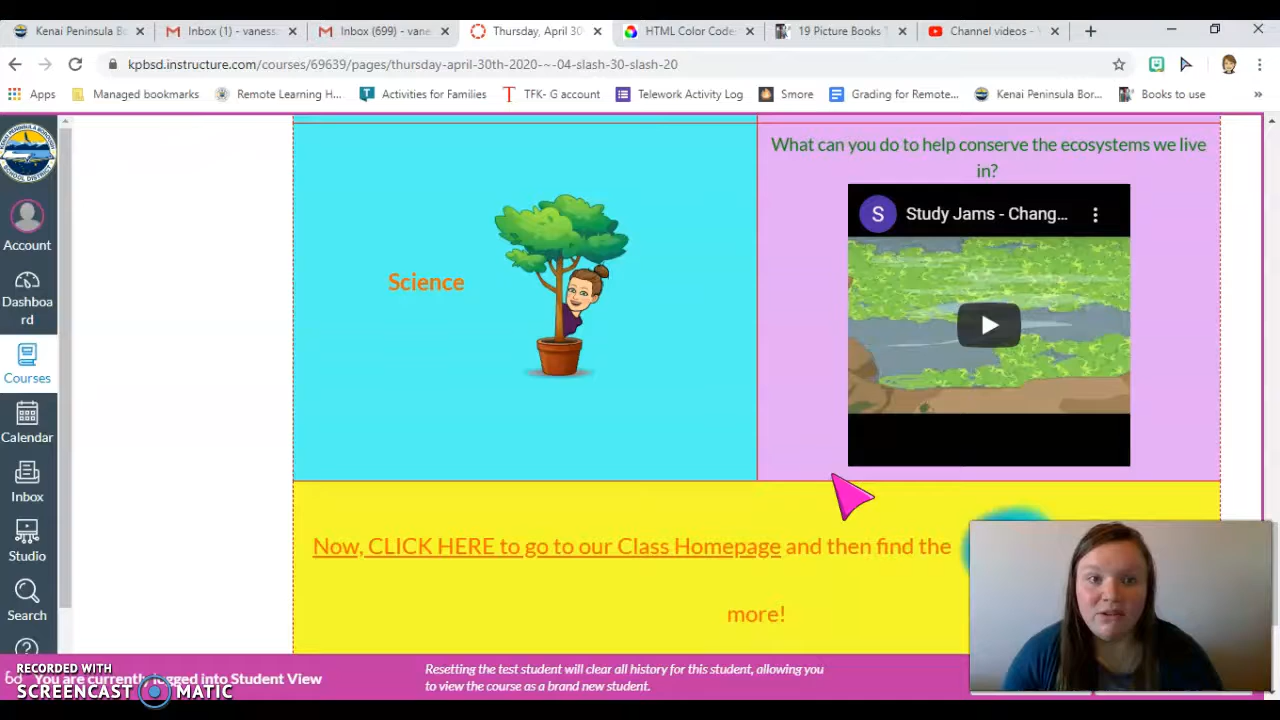 Kenai Peninsula B
Inbox (1) - vaness
Inbox (699) - vane
Thursday, April 30
HTML Color Code
19 Picture Books
Channel videos - Y
kpbsd.instructure.com/courses/69639/pages/thursday-april-30th-2020-~-04-slash-30-slash-20
Apps
Managed bookmarks
Remote Learning H...
Activities for Families
TFK- G account
Telework Activity Log
Smore
Grading for Remote...
Kenai Peninsula Bor...
Books to use
»
Account
Dashboa
rd
Courses
Calendar
Inbox
Studio
Search
Science
What can you do to help conserve the ecosystems we live
in?
S Study Jams - Chang...
Now, CLICK HERE to go to our Class Homepage and then find the
more!
You are currently logged into Student View
Resetting the test student will clear all history for this student, allowing you
to view the course as a brand new student.
RECORDED WITH
SCREENCAST MATIC